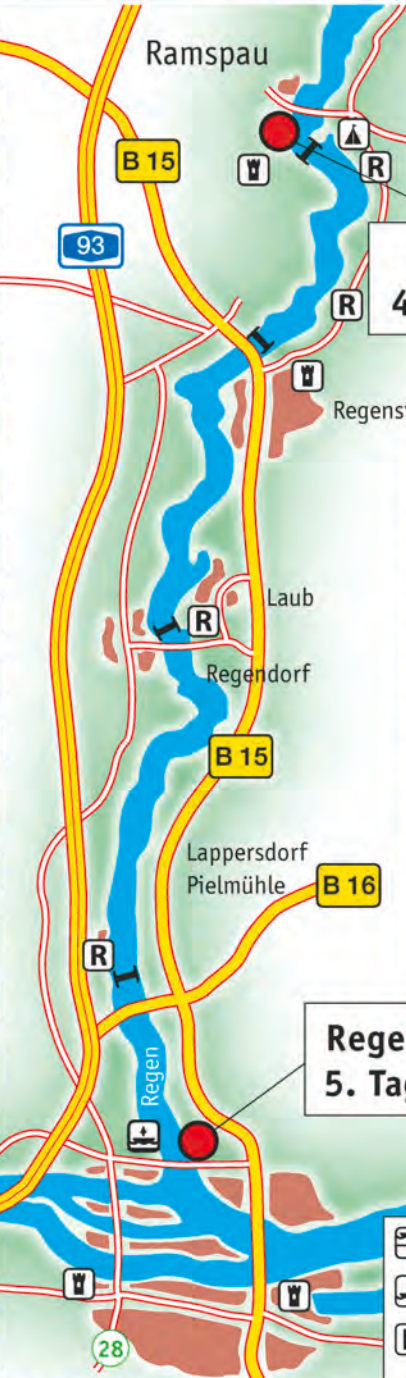 Ramspau
B 15
R
93
R
4
Regenst
Laub
R
Regendorf
B 15
Lappersdorf
Pielmühle
B 16
R
Rege
5. Tag
Regen
28